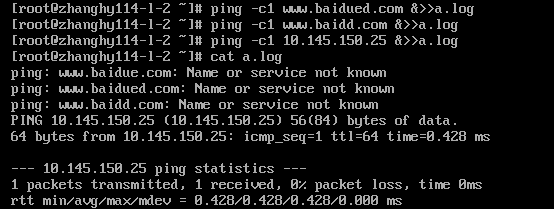 [root@zhanghy114-l-2 ~]# ping -c1 www.baidued.com &>>a.log
[root@zhanghy114-l-2 ~]# ping -c1 www.baidd.com &>>a.log
[root@zhanghy114-l-2 ~]# ping -c1 10.145.150.25 &>>a.log
[root@zhanghy114-l-2 ~]# cat a.log
ping: www.baidue.com: Name or service not known
ping: www.baidued.com: Name or service not known
ping: www.baidd.com: Name or service not known
PING 10.145.150.25 (10.145.150.25) 56(84) bytes of data.
64 bytes from 10.145.150.25: icmp_seq=1 ttl=64 time=0.428 ms
--- 10.145.150.25 ping statistics ---
1 packets transmitted, 1 received, 0% packet loss, time 0ms
rtt min/avg/max/mdev = 0.428/0.428/0.428/0.000 ms